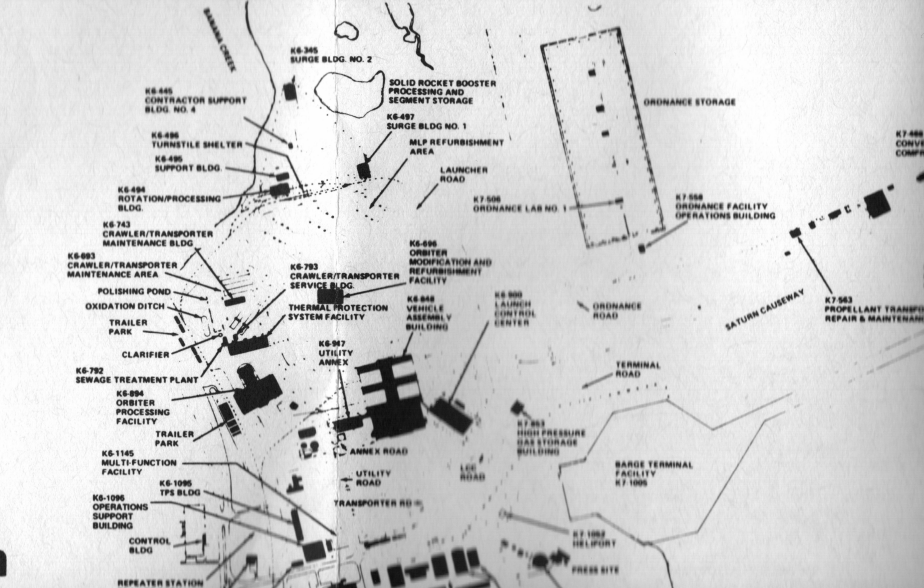 BANANA CREEK
K6-345
SURGE BLDG. NO. 2
K6-445
CONTRACTOR SUPPORT
BLDG. NO. 4
SOLID ROCKET BOOSTER
PROCESSING AND
SEGMENT STORAGE
ORDNANCE STORAGE
K6-497
SURGE BLDG NO. 1
K6-496
TURNSTILE SHELTER
K6-495
SUPPORT BLDG.
MLP REFURBISHMENT
AREA
LAUNCHER
ROAD
K6-494
ROTATION/PROCESSING
BLDG.
K7-506
ORDNANCE LAB NO. 1
K7-558
ORDNANCE FACILITY
OPERATIONS BUILDING
K6-743
CRAWLER/TRANSPORTER
MAINTENANCE BLDG
K6-893
CRAWLER/TRANSPORTER
MAINTENANCE AREA
K6-793
CRAWLER/TRANSPORTER
SERVICE BLDG.
K6-696
ORBITER
MODIFICATION AND
REFURBISHMENT
FACILITY
POLISHING POND
OXIDATION DITCH
THERMAL PROTECTION
SYSTEM FACILITY
K6-848
VEHICLE
ASSEMBLY
BUILDING
K6-900
LAUNCH
CONTROL
CENTER
ORDNANCE
ROAD
SATURN CAUSEWAY
K7-563
PROPELLANT
REPAIR &
TRAILER
PARK
CLARIFIER
K6-947
UTILITY
ANNEX
K6-792
SEWAGE TREATMENT PLANT
TERMINAL
ROAD
K6-894
ORBITER
PROCESSING
FACILITY
TRAILER
PARK
HIGH PRESSURE
GAS STORAGE
BUILDING
ANNEX ROAD
K6-1145
MULTI-FUNCTION
FACILITY
LCC
ROAD
BARGE TERMINAL
FACILITY
K7-1005
UTILITY
ROAD
K6-1095
TPS BLDG
K6-1096
OPERATIONS
SUPPORT
BUILDING
TRANSPORTER RD
HELIPORT
CONTROL
BLDG
PRESS SITE
REPEATER STATION